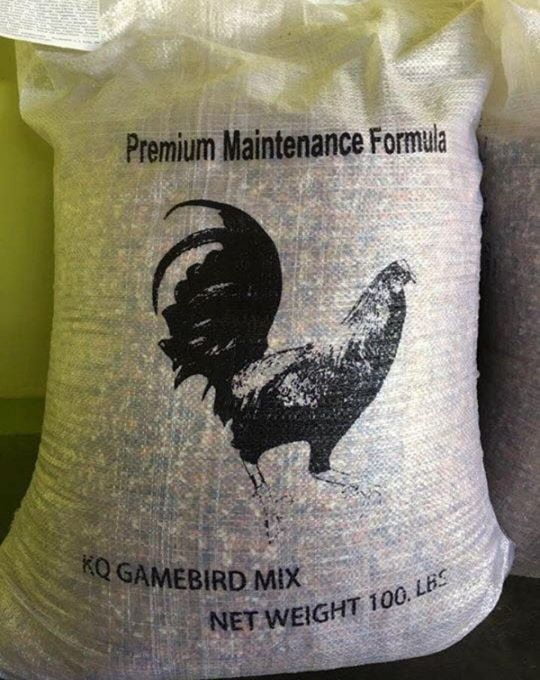 Premium Maintenance Formula
KQ GAMEBIRD MIX
NET WEIGHT 100. LBS